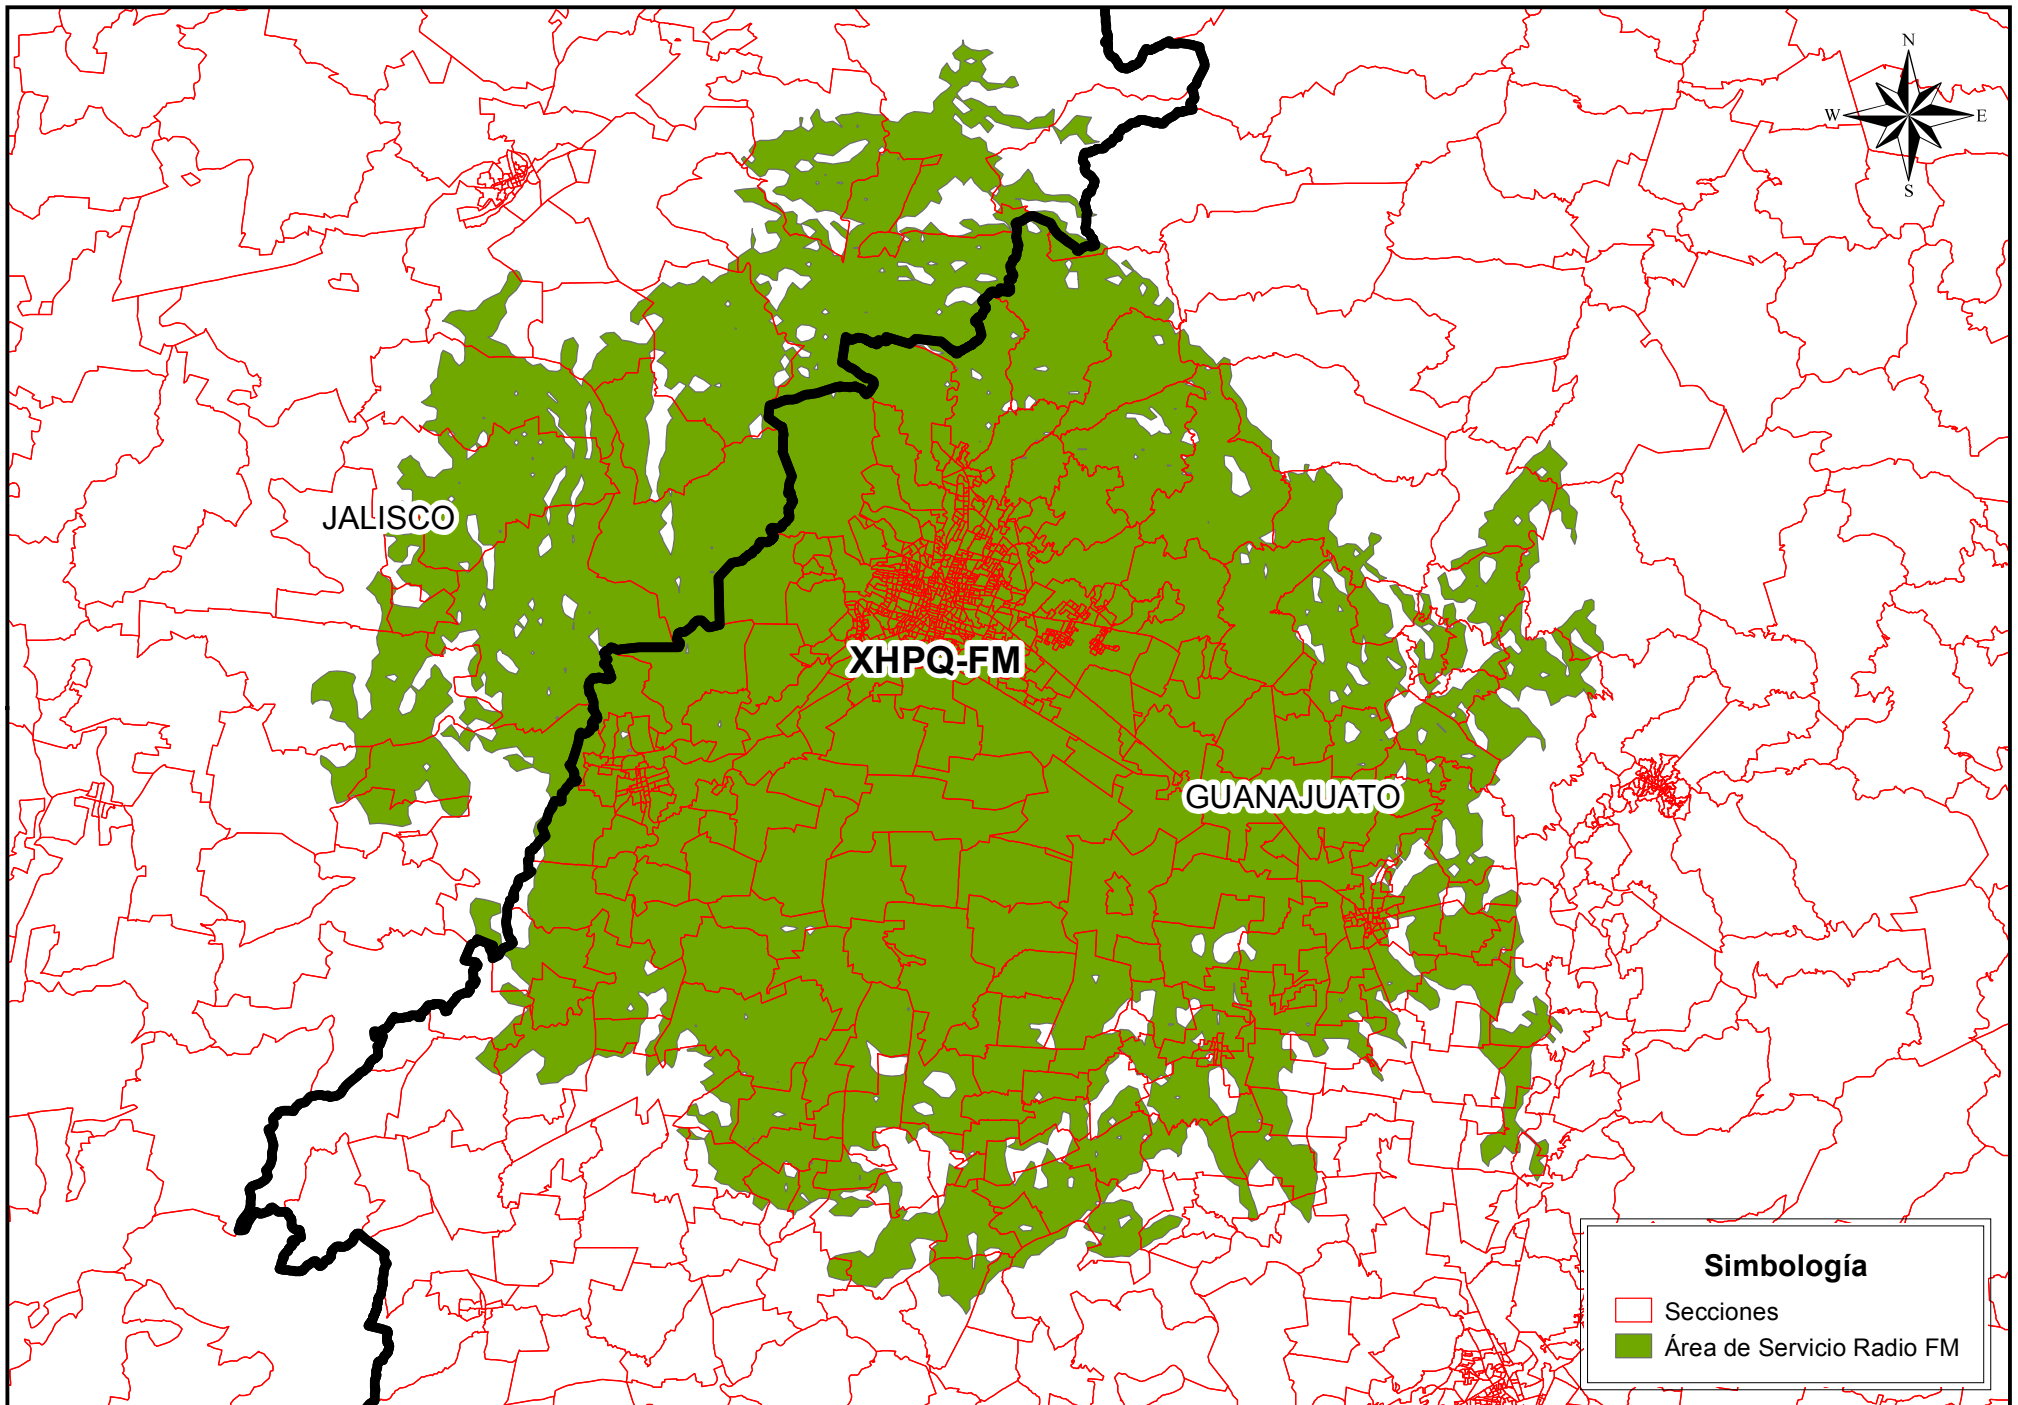 N
W E
S
JALISCO
XHPQ-FM
GUANAJUATO
Simbología
Secciones
Área de Servicio Radio FM